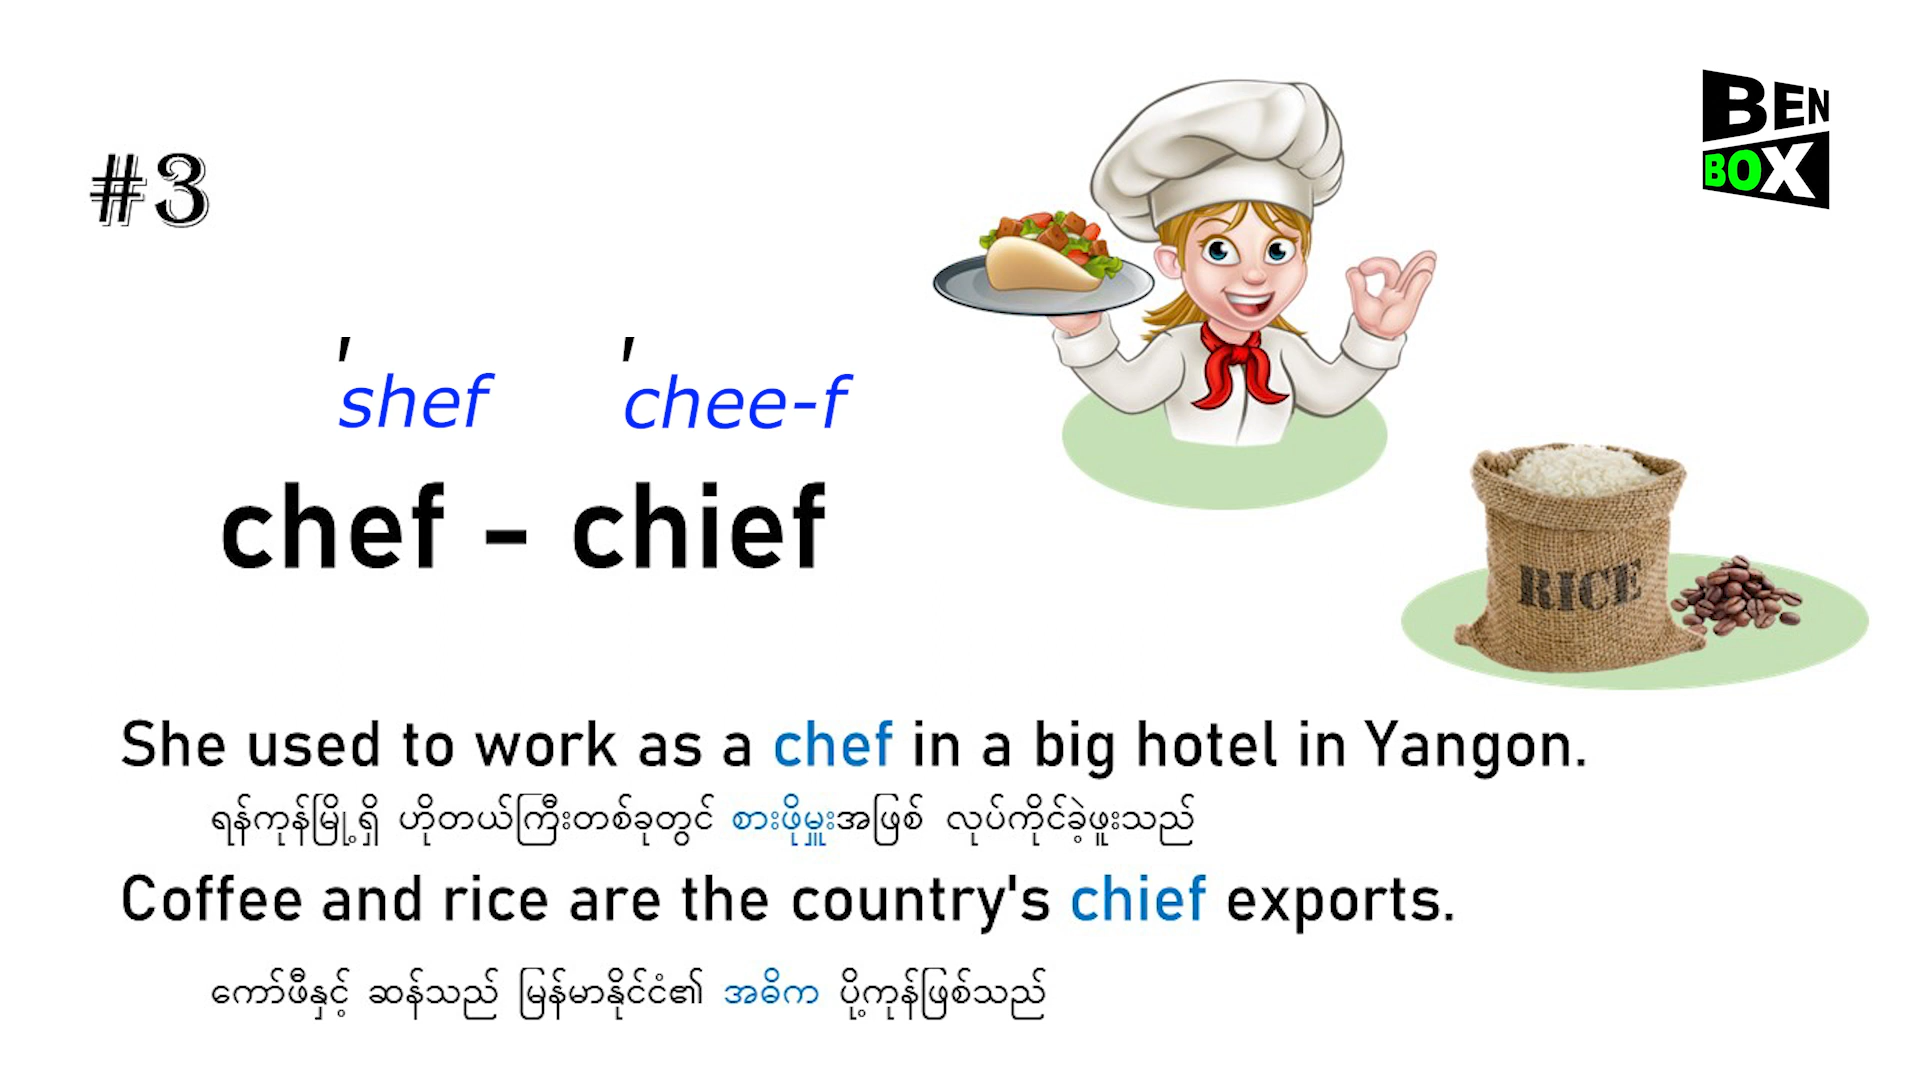 BEN
BOX
#3
'shef 'chee-f
chef - chief
RICE
She used to work as a chef in a big hotel in Yangon.
ရန်ကုန်မြို့ရှိ ဟိုတယ်ကြီးတစ်ခုတွင် စားဖိုမှူးအဖြစ် လုပ်ကိုင်ခဲ့ဖူးသည်
Coffee and rice are the country's chief exports.
ကော်ဖီနှင့် ဆန်သည် မြန်မာနိုင်ငံ၏ အဓိက ပို့ကုန်ဖြစ်သည်